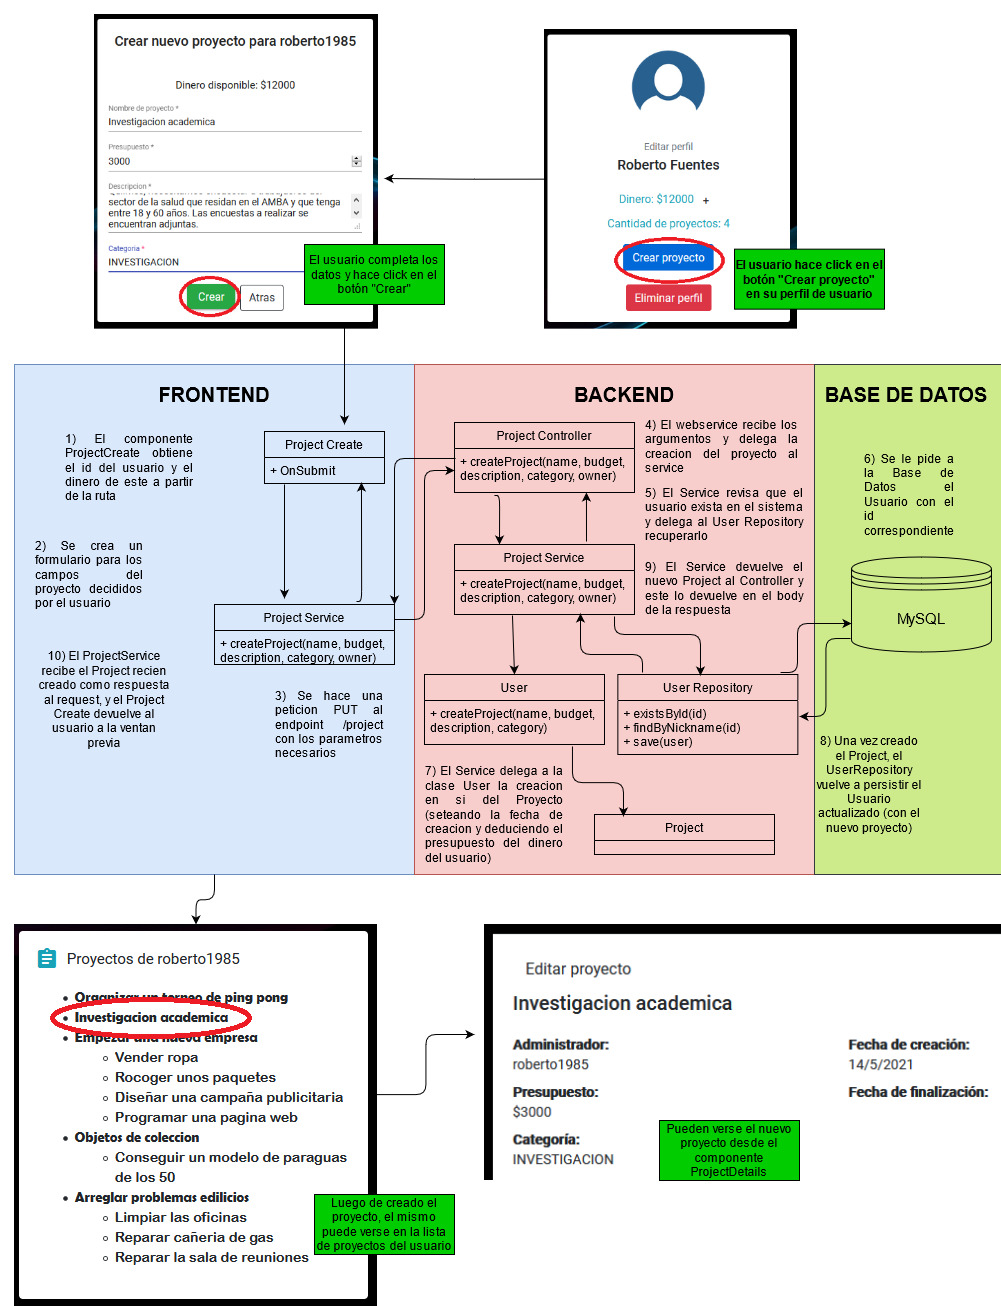 Crear nuevo proyecto para roberto1985
Dinero disponible: $12000
Nombre de proyecto *
Investigacion academica
Presupuesto *
3000
Descripcion *
sector de la salud que residan en el AMBA y que tenga
entre 18 y 60 años. Las encuestas a realizar se
encuentran adjuntas.
Categoria *
INVESTIGACION
Crear
Atras
El usuario completa los
datos y hace click en el
botón "Crear"
Editar perfil
Roberto Fuentes
Dinero: $12000 +
Cantidad de proyectos: 4
Crear proyecto
Eliminar perfil
El usuario hace click en el
botón "Crear proyecto"
en su perfil de usuario
FRONTEND
1) El componente
ProjectCreate obtiene
el id del usuario y el
dinero de este a partir
de la ruta
Project Create
+ OnSubmit
2) Se crea un
formulario para los
campos del
proyecto decididos
por el usuario
Project Service
+ createProject(name, budget,
description, category, owner)
10) El ProjectService
recibe el Project recien
creado como respuesta
al request, y el Project
Create devuelve al
usuario a la ventan
previa
3) Se hace una
peticion PUT al
endpoint /project
con los parametros
necesarios
BACKEND
Project Controller
+ createProject(name, budget,
description, category, owner)
4) El webservice recibe los
argumentos y delega la
creacion del proyecto al
service
5) El Service revisa que el
usuario exista en el sistema
y delega al User Repository
recuperarlo
Project Service
+ createProject(name, budget,
description, category, owner)
9) El Service devuelve el
nuevo Project al Controller y
este lo devuelve en el body
de la respuesta
User
+ createProject(name, budget,
description, category)
User Repository
+ existsById(id)
+ findByNickname(id)
+ save(user)
7) El Service delega a la
clase User la creacion
en si del Proyecto
(seteando la fecha de
creacion y deduciendo el
presupuesto del dinero
del usuario)
Project
BASE DE DATOS
6) Se le pide a
la Base de
Datos el
Usuario con el
id
correspondiente
MySQL
8) Una vez creado
el Project, el
UserRepository
vuelve a persistir el
Usuario
actualizado (con el
nuevo proyecto)
Proyectos de roberto1985
Organizar un torneo de ping pong
Investigacion academica
Empezar una nueva empresa
Vender ropa
Rocoger unos paquetes
Diseñar una campaña publicitaria
Programar una pagina web
Objetos de coleccion
Conseguir un modelo de paraguas
de los 50
Arreglar problemas edilicios
Limpiar las oficinas
Reparar cañeria de gas
Reparar la sala de reuniones
Luego de creado el
proyecto, el mismo
puede verse en la lista
de proyectos del usuario
Editar proyecto
Investigacion academica
Administrador:
roberto1985
Fecha de creación:
14/5/2021
Presupuesto:
$3000
Fecha de finalización:
Categoría:
INVESTIGACION
Pueden verse el nuevo
proyecto desde el
componente
ProjectDetails